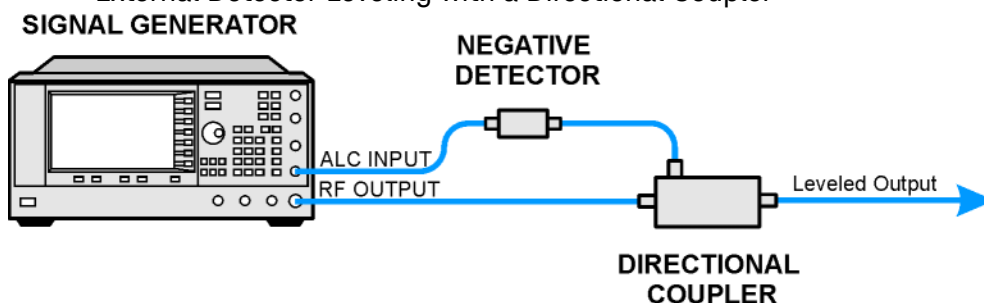 External Detector Leveling with a Directional Coupler
SIGNAL GENERATOR
NEGATIVE
DETECTOR
ALC INPUT
RF OUTPUT
Leveled Output
DIRECTIONAL
COUPLER